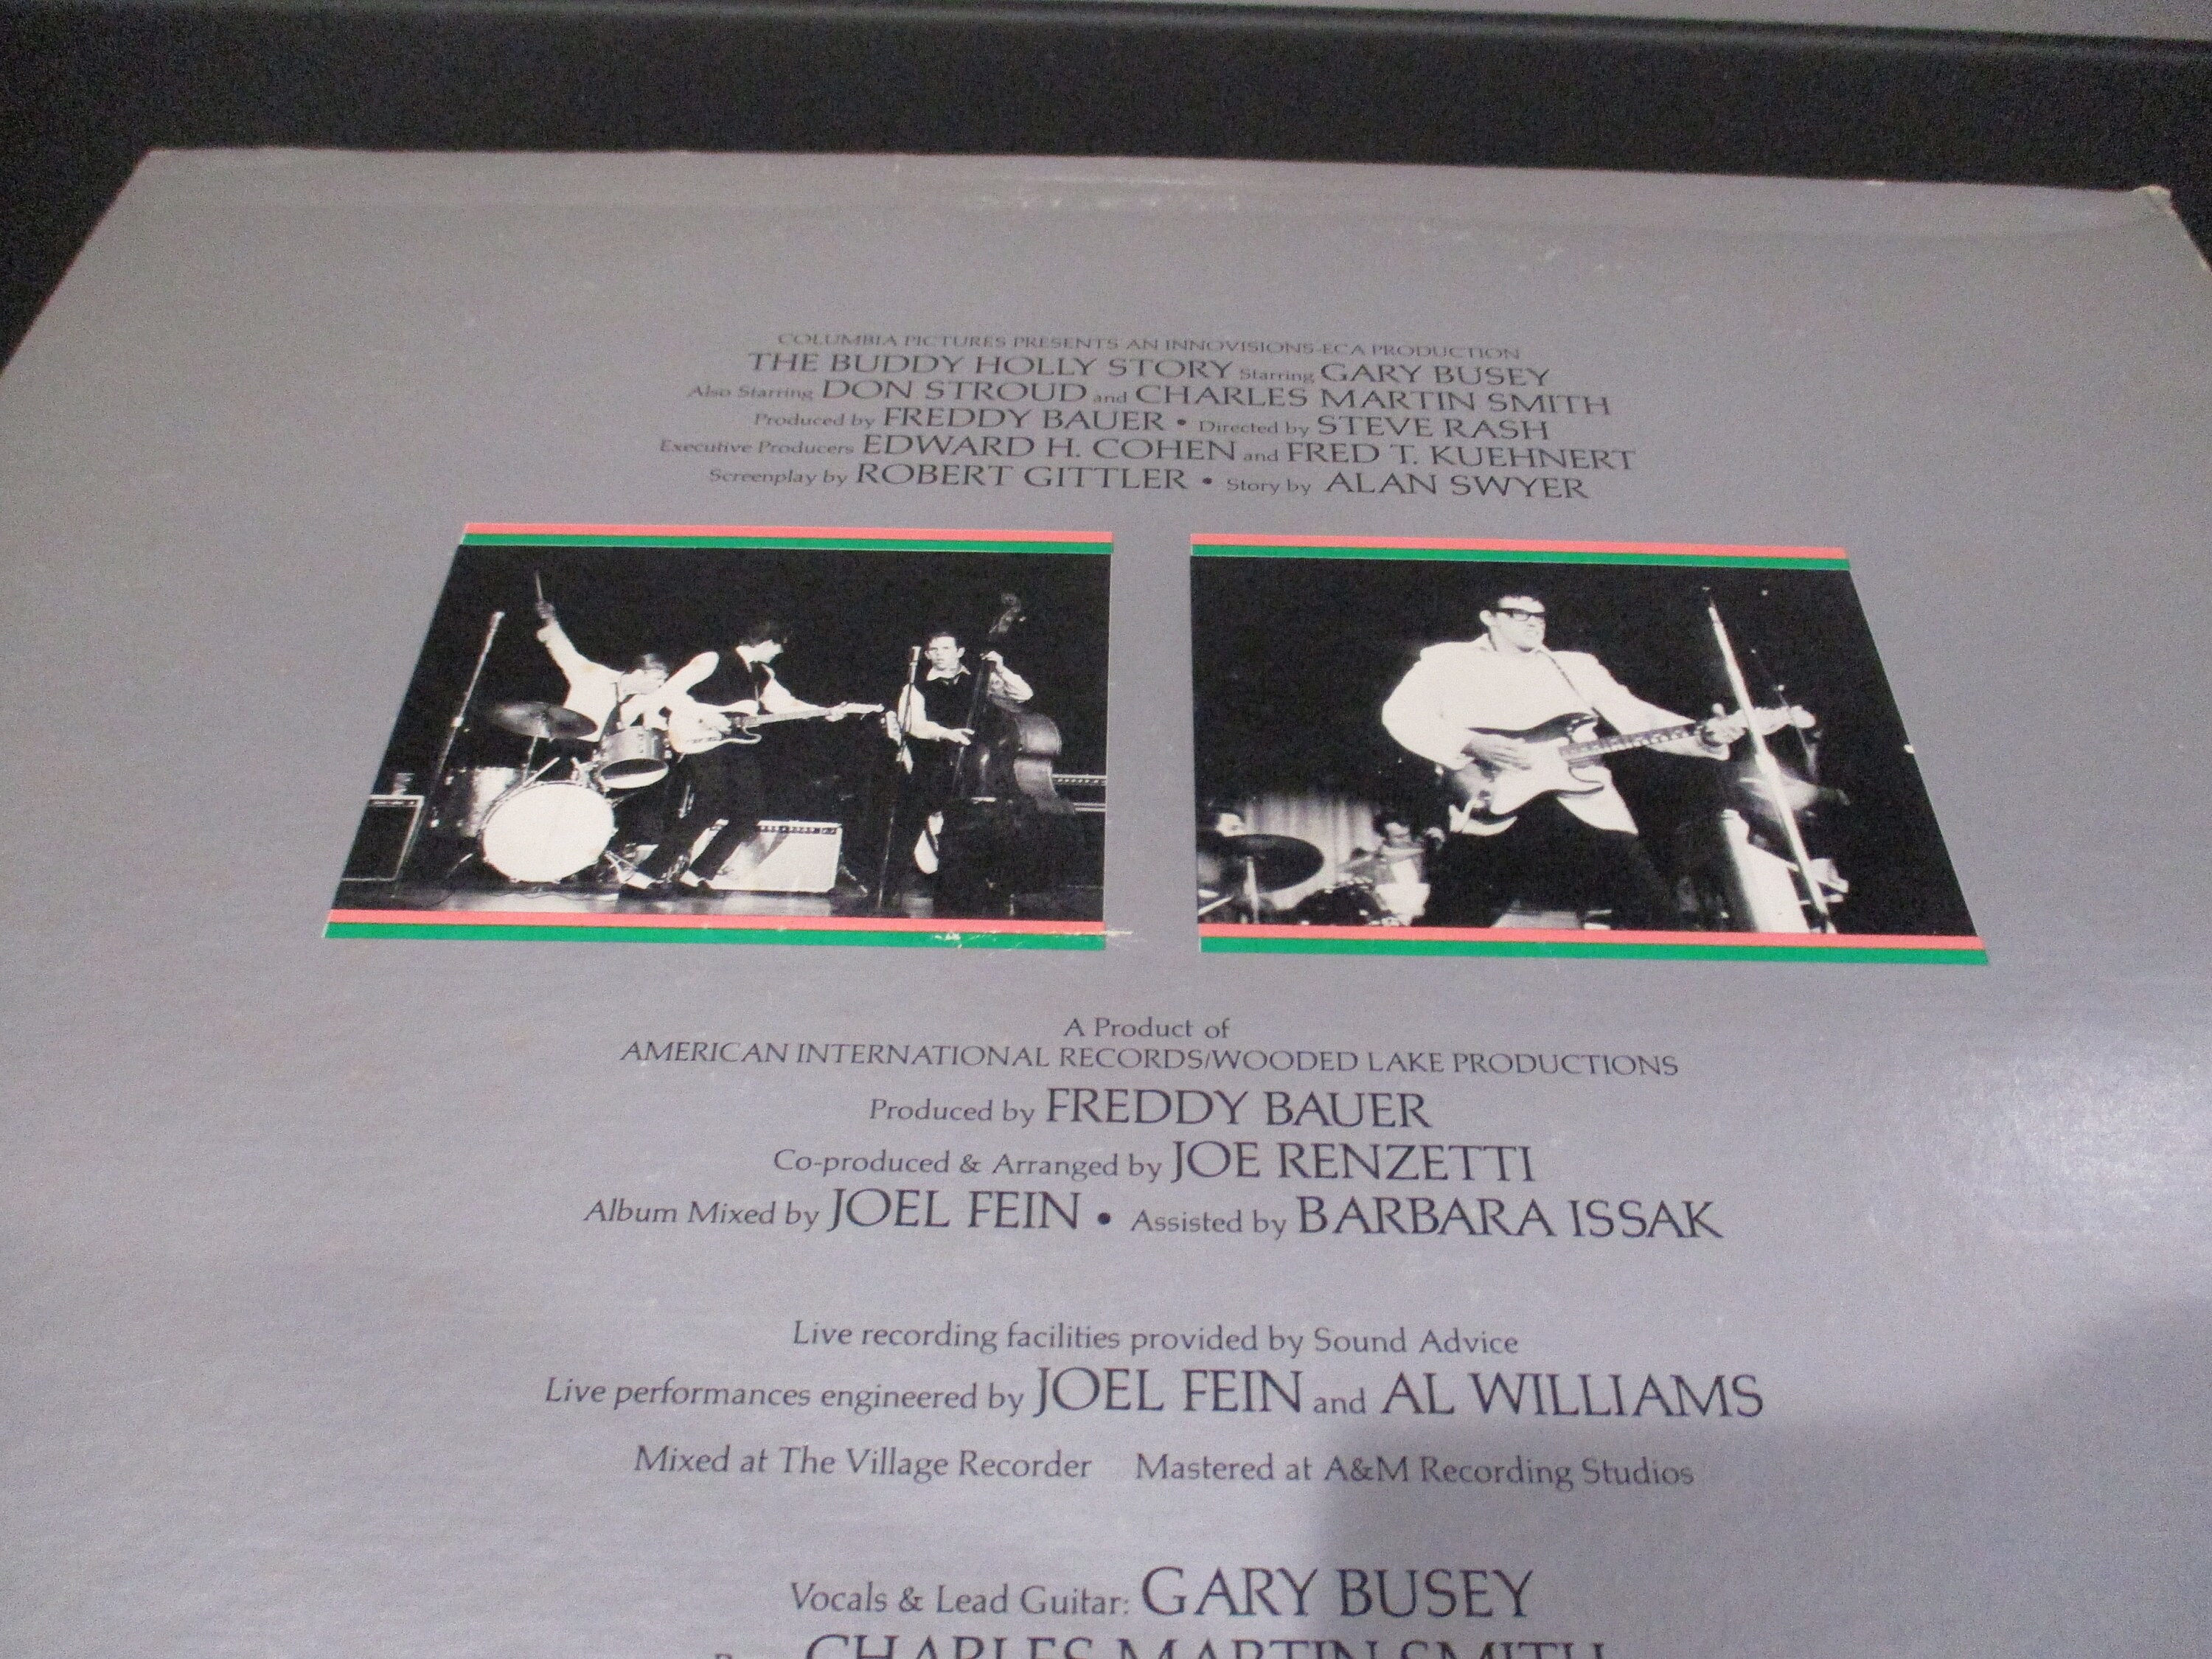 COLUMBIA PICTURES PRESENTS AN INNOVISIONS-ECA PRODUCTION
THE BUDDY HOLLY STORY Starring GARY BUSEY
Also Starring DON STROUD and CHARLES MARTIN SMITH
Produced by FREDDY BAUER • Directed by STEVE RASH
Executive Producers EDWARD H. COHEN and FRED T. KUEHNERT
Screenplay by ROBERT GITTLER • Story by ALAN SWYER
A Product of
AMERICAN INTERNATIONAL RECORDS/WOODED LAKE PRODUCTIONS
Produced by FREDDY BAUER
Co-produced & Arranged by JOE RENZETTI
Album Mixed by JOEL FEIN • Assisted by BARBARA ISSAK
Live recording facilities provided by Sound Advice
Live performances engineered by JOEL FEIN and AL WILLIAMS
Mixed at The Village Recorder Mastered at A&M Recording Studios
Vocals & Lead Guitar: GARY BUSEY
CHARLES MARTIN SMITH